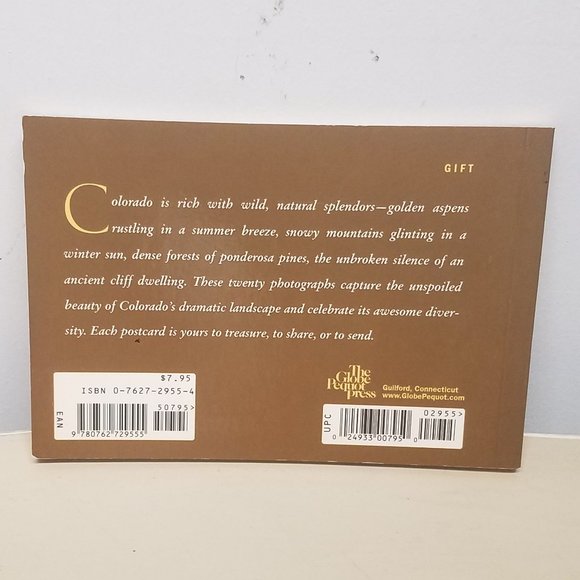 GIFT
Colorado is rich with wild, natural splendors—golden aspens
rustling in a summer breeze, snowy mountains glinting in a
winter sun, dense forests of ponderosa pines, the unbroken silence of an
ancient cliff dwelling. These twenty photographs capture the unspoiled
beauty of Colorado's dramatic landscape and celebrate its awesome diver-
sity. Each postcard is yours to treasure, to share, or to send.
The
Globe
Pequot
Press
Guilford, Connecticut
www.GlobePequot.com
$7.95
ISBN 0-7627-2955-4
50795>
EAN
9 780762 729555
02955>
UPC
0 24933 00795 0